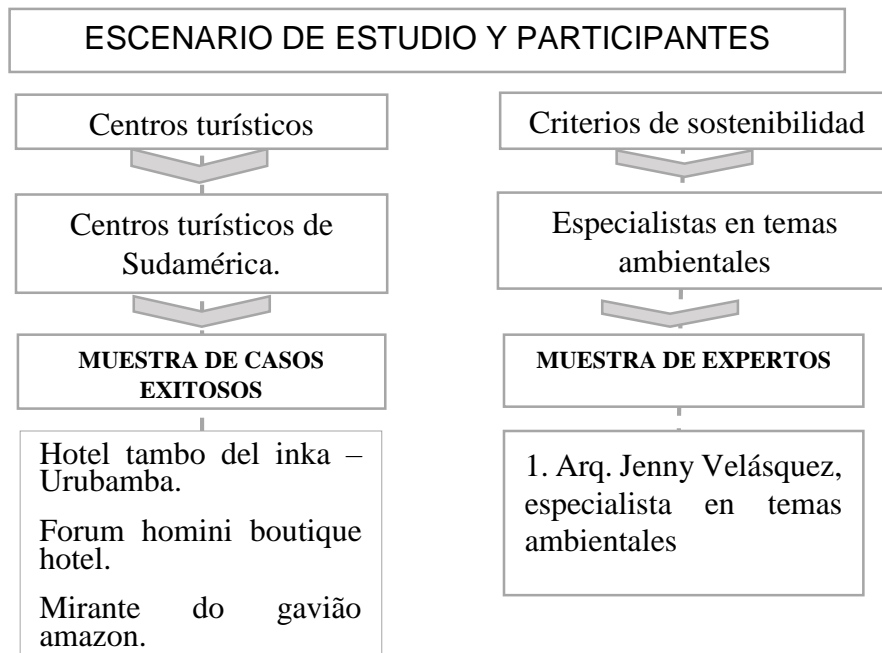 ESCENARIO DE ESTUDIO Y PARTICIPANTES
Centros turísticos
Centros turísticos de
Sudamérica.
MUESTRA DE CASOS
EXITOSOS
Hotel tambo del inka –
Urubamba.
Forum homini boutique
hotel.
Mirante do gavião
amazon.
Criterios de sostenibilidad
Especialistas en temas
ambientales
MUESTRA DE EXPERTOS
1. Arq. Jenny Velásquez,
especialista en temas
ambientales